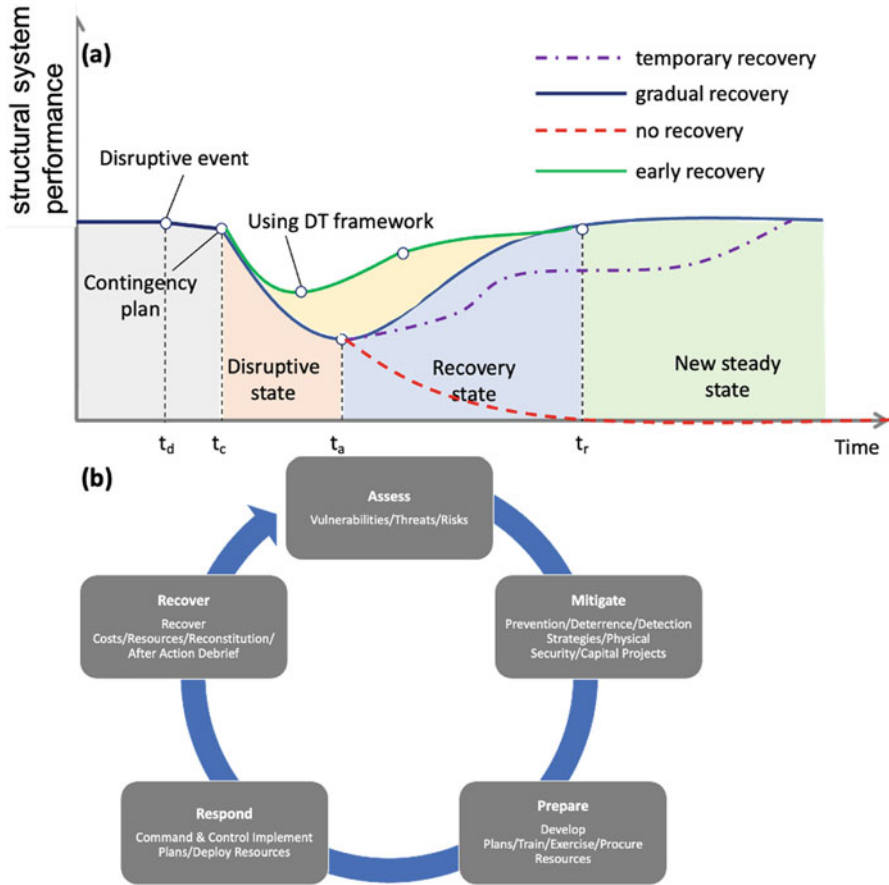 (a)
structural system
performance
temporary recovery
gradual recovery
no recovery
early recovery
Disruptive event
Using DT framework
Contingency
plan
Disruptive
state
Recovery
state
New steady
state
t_d
t_c
t_a
t_r
Time
(b)
Assess
Vulnerabilities/Threats/Risks
Mitigate
Prevention/Deterrence/Detection
Strategies/Physical
Security/Capital Projects
Prepare
Develop
Plans/Train/Exercise/Procure
Resources
Respond
Command & Control Implement
Plans/Deploy Resources
Recover
Recover
Costs/Resources/Reconstitution/
After Action Debrief